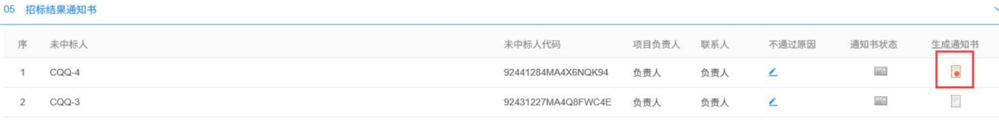 05 招标结果通知书
序 未中标人 未中标人代码 项目负责人 联系人 不通过原因 通知书状态 生成通知书
1 CQQ-4 92441284MA4X6NQK94 负责人 负责人
2 CQQ-3 92431227MA4Q8FWC4E 负责人 负责人